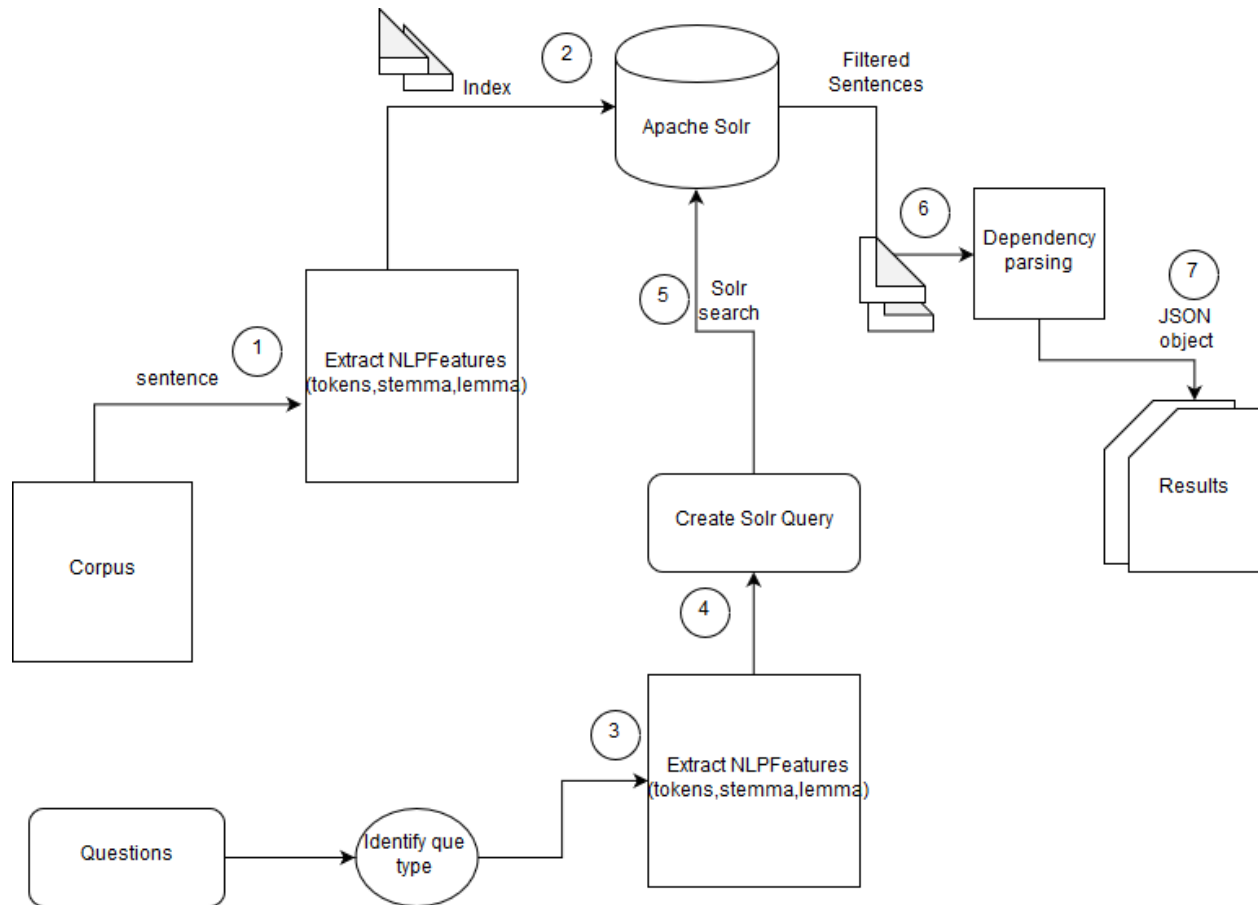 2
Index
Apache Solr
Filtered
Sentences
6
Dependency
parsing
7
JSON
object
5
Solr
search
1
sentence
Extract NLPFeatures
(tokens,stemma,lemma)
Corpus
Create Solr Query
Results
4
3
Extract NLPFeatures
(tokens,stemma,lemma)
Questions
Identify que
type